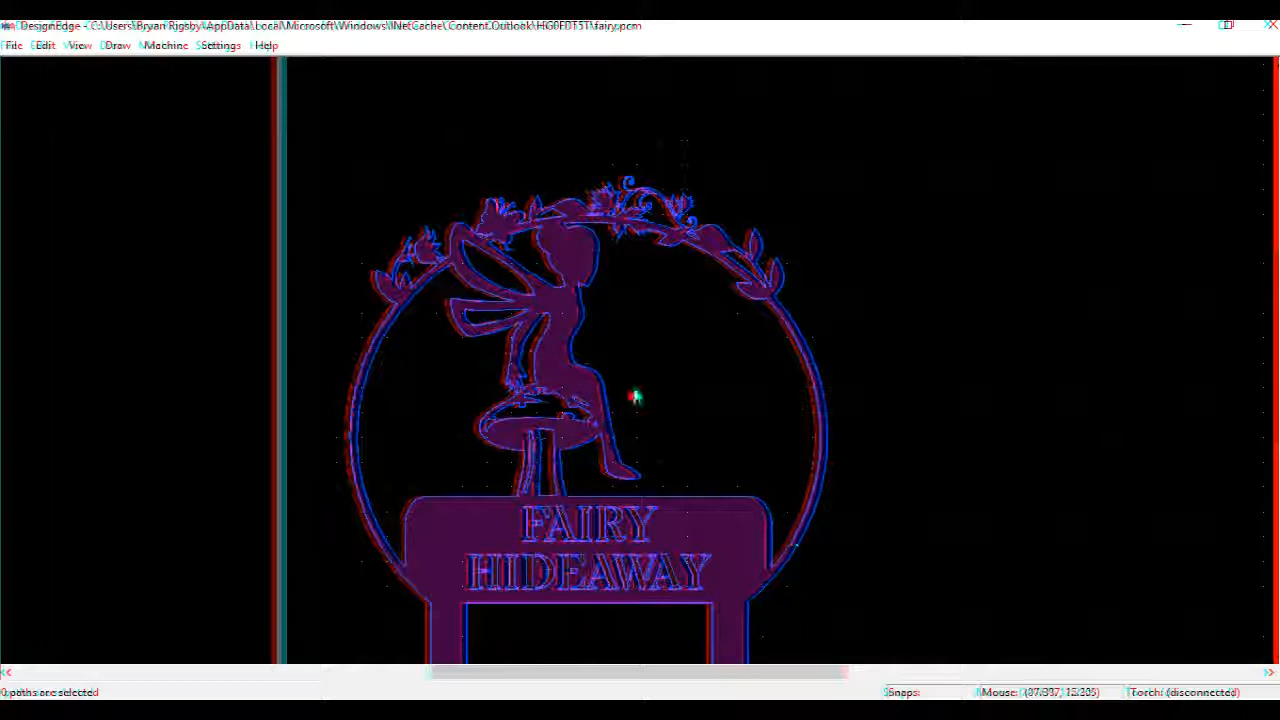 DesignEdge - C:\Users\Bryan Rigsby\AppData\Local\Microsoft\Windows\INetCache\Content.Outlook\
File Edit View Draw Machine Settings Help
FAIRY
HIDEAWAY
0 paths are selected Snaps: Mouse: Torch: (disconnected)